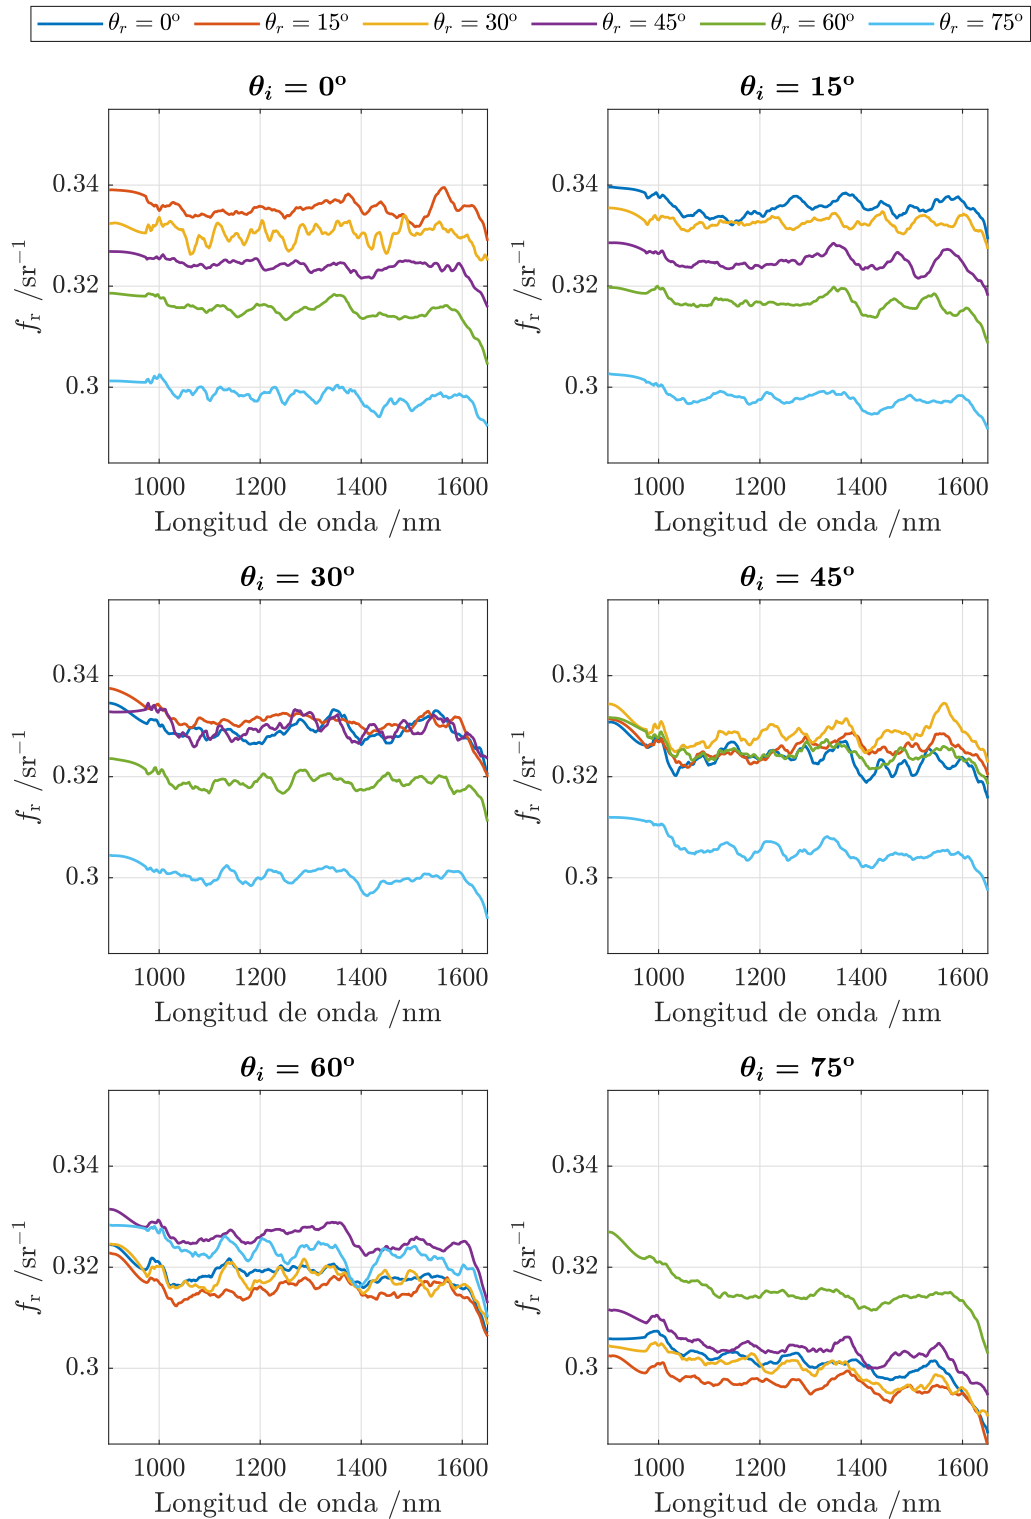 θr = 0º θr = 15º θr = 30º θr = 45º θr = 60º θr = 75º
θi = 0º θi = 15º
0.34 0.34
0.32 0.32
0.3 0.3
fr /sr−1 fr /sr−1
1000 1200 1400 1600 1000 1200 1400 1600
Longitud de onda /nm Longitud de onda /nm
θi = 30º θi = 45º
0.34 0.34
0.32 0.32
0.3 0.3
fr /sr−1 fr /sr−1
1000 1200 1400 1600 1000 1200 1400 1600
Longitud de onda /nm Longitud de onda /nm
θi = 60º θi = 75º
0.34 0.34
0.32 0.32
0.3 0.3
fr /sr−1 fr /sr−1
1000 1200 1400 1600 1000 1200 1400 1600
Longitud de onda /nm Longitud de onda /nm